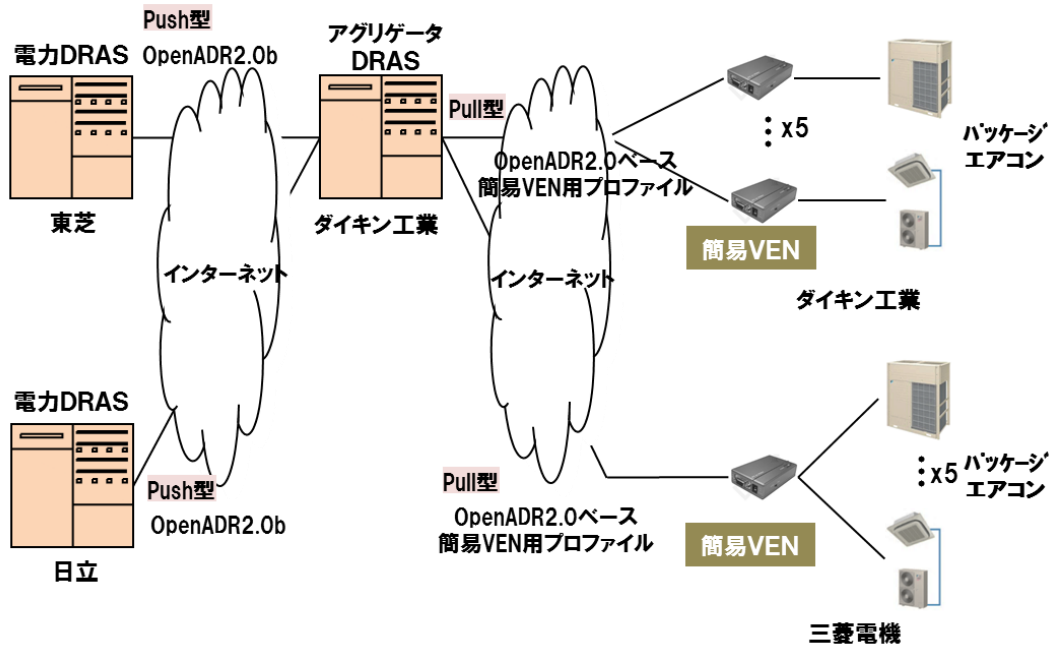 Push型
OpenADR2.0b
電力DRAS
東芝
アグリゲータ
DRAS
ダイキン工業
Pull型
OpenADR2.0ベース
簡易VEN用プロファイル
インターネット
インターネット
x5
パッケージ
エアコン
簡易VEN
ダイキン工業
電力DRAS
日立
Push型
OpenADR2.0b
Pull型
OpenADR2.0ベース
簡易VEN用プロファイル
簡易VEN
x5
パッケージ
エアコン
三菱電機